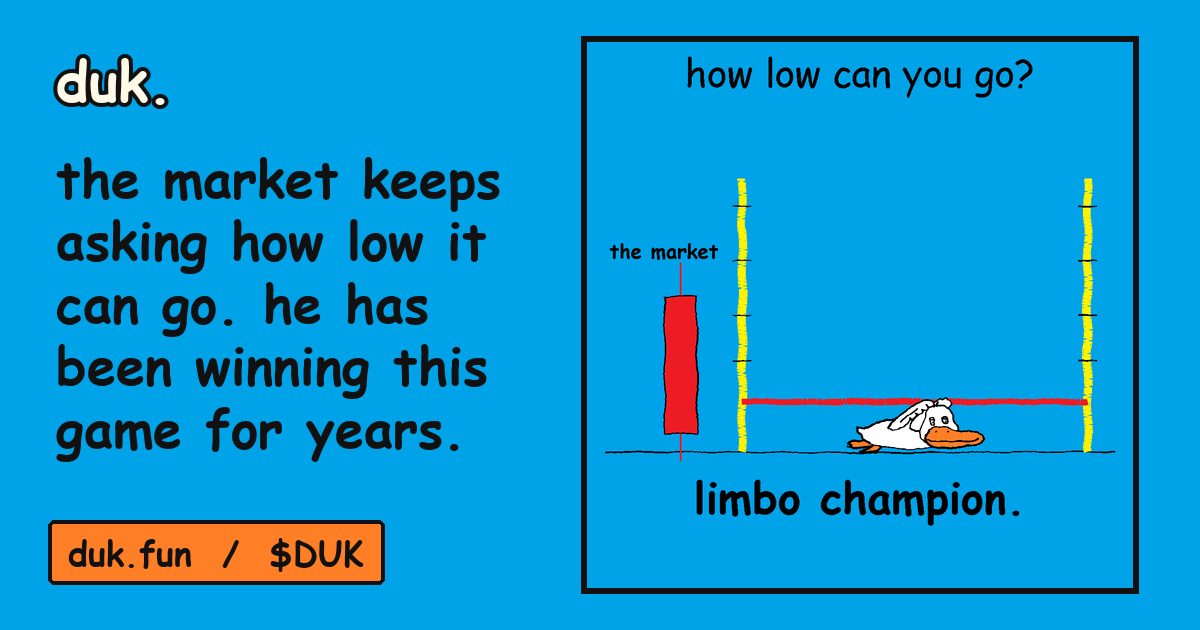 duk.
the market keeps
asking how low it
can go. he has
been winning this
game for years.
duk.fun / $DUK
how low can you go?
the market
limbo champion.